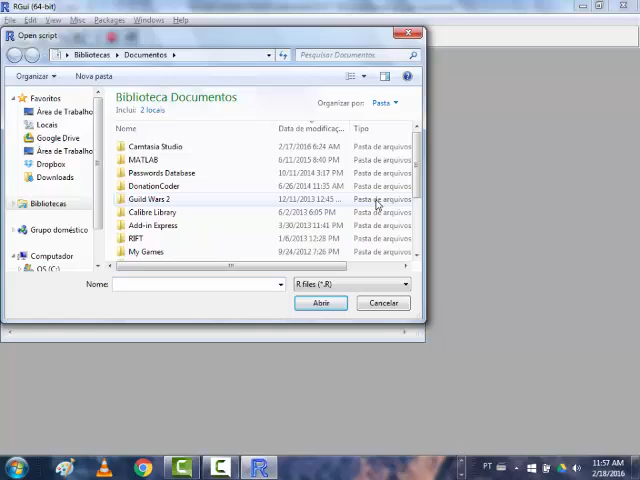 RGui (64-bit)
File Edit View Misc Packages Windows Help
Open script
Bibliotecas Documentos
Pesquisar Documentos
Organizar Nova pasta
Favoritos
Área de Trabalho
Locais
Google Drive
Dropbox
Área de Trabalho
Downloads
Bibliotecas
Grupo doméstico
Computador
OS (C:)
Biblioteca Documentos
Inclui: 2 locais
Organizar por: Pasta
Nome Data de modificaç... Tipo
Camtasia Studio 2/17/2016 6:24 AM Pasta de arquivos
MATLAB 6/11/2015 8:40 PM Pasta de arquivos
Passwords Database 10/11/2014 3:17 PM Pasta de arquivos
DonationCoder 6/26/2014 11:35 AM Pasta de arquivos
Guild Wars 2 12/11/2013 12:45 ... Pasta de arquivos
Calibre Library 6/2/2013 6:05 PM Pasta de arquivos
Add-in Express 3/30/2013 11:41 PM Pasta de arquivos
RIFT 1/6/2013 12:28 PM Pasta de arquivos
My Games 9/24/2012 7:26 PM Pasta de arquivos
Nome: R files (*.R)
Abrir Cancelar
PT
11:57 AM
2/18/2016